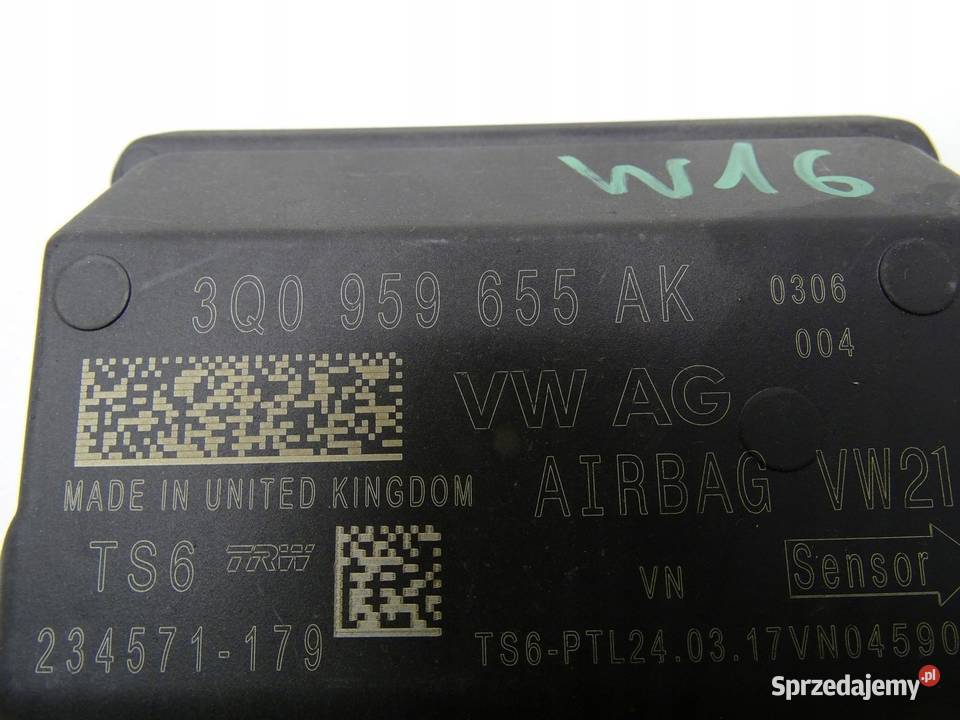 W16
3Q0 959 655 AK 0306
004
VW AG
MADE IN UNITED KINGDOM
AIRBAG VW21
TS6 TRW
VN
Sensor
234571-179
TS6-PTL24.03.17VN04590
Sprzedajemy.pl